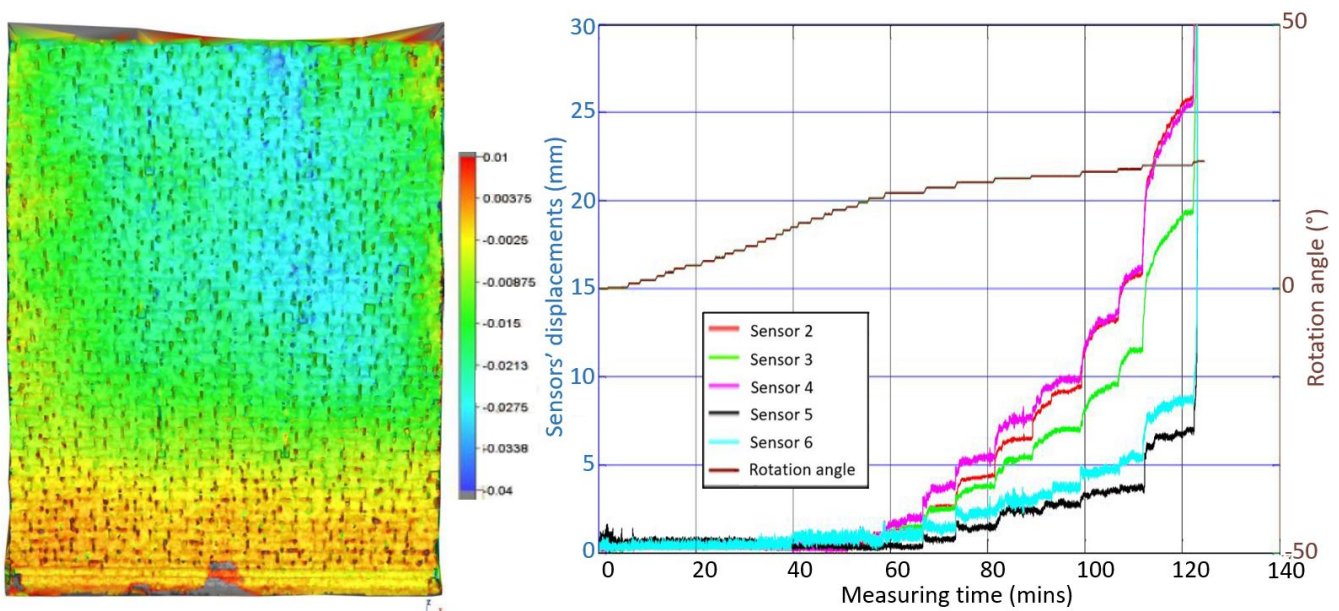 0.01
0.00375
-0.0025
-0.00875
-0.015
-0.0213
-0.0275
-0.0338
-0.04
Sensors' displacements (mm)
30
25
20
15
10
5
0
50
0
-50
Rotation angle (°)
Sensor 2
Sensor 3
Sensor 4
Sensor 5
Sensor 6
Rotation angle
0 20 40 60 80 100 120 140
Measuring time (mins)